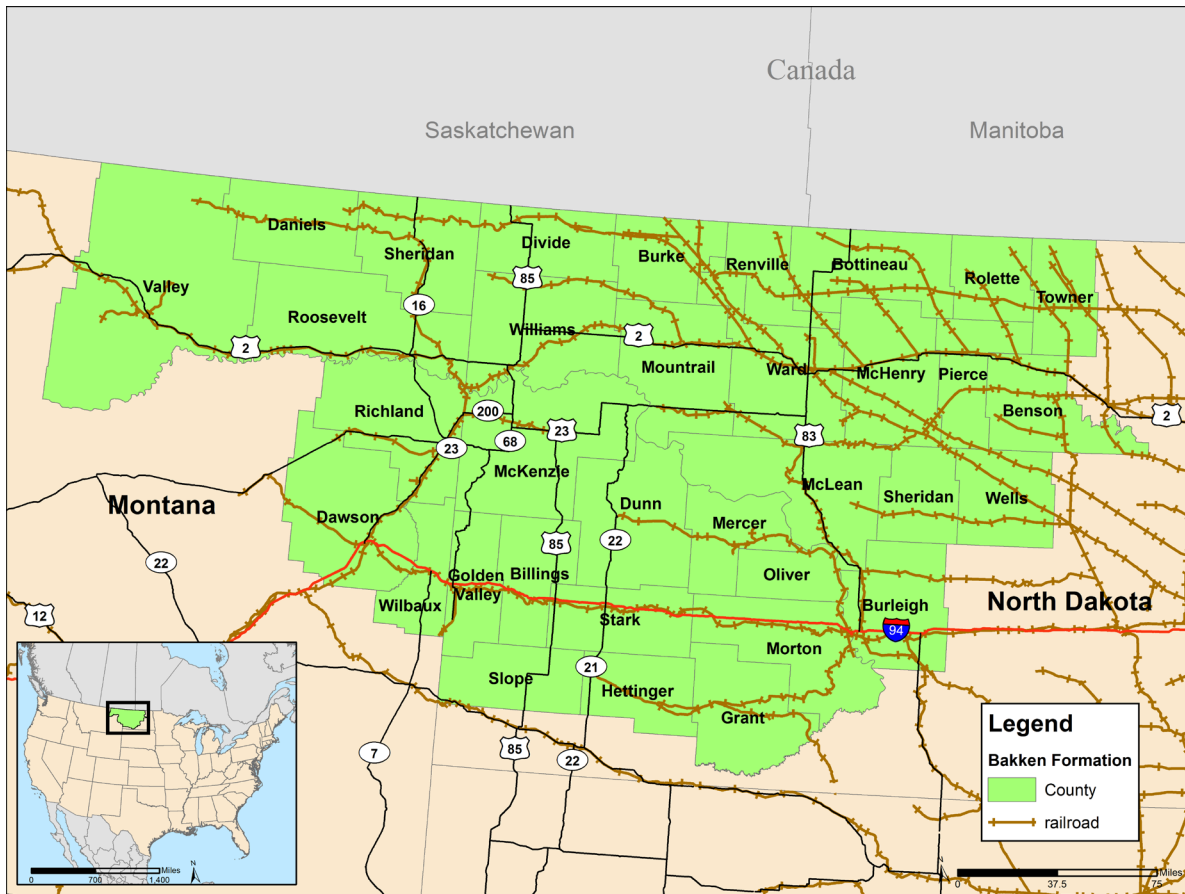 Canada
Saskatchewan
Manitoba
Daniels
Sheridan
Divide
Burke
Renville
Bottineau
Rolette
Towner
Valley
Roosevelt
16
85
Williams
2
2
Mountrail
Ward
McHenry
Pierce
Benson
2
Richland
200
68
23
23
83
McKenzle
McLean
Sheridan
Wells
Montana
Dawson
Dunn
Mercer
22
85
22
Golden
Valley
Billings
Oliver
Wilbaux
12
Stark
Burleigh
94
North Dakota
Morton
21
Slope
Hettinger
Grant
7
85
22
Legend
Bakken Formation
County
railroad
Miles
0 700 1,400
N
N
Miles
0 37.5 75